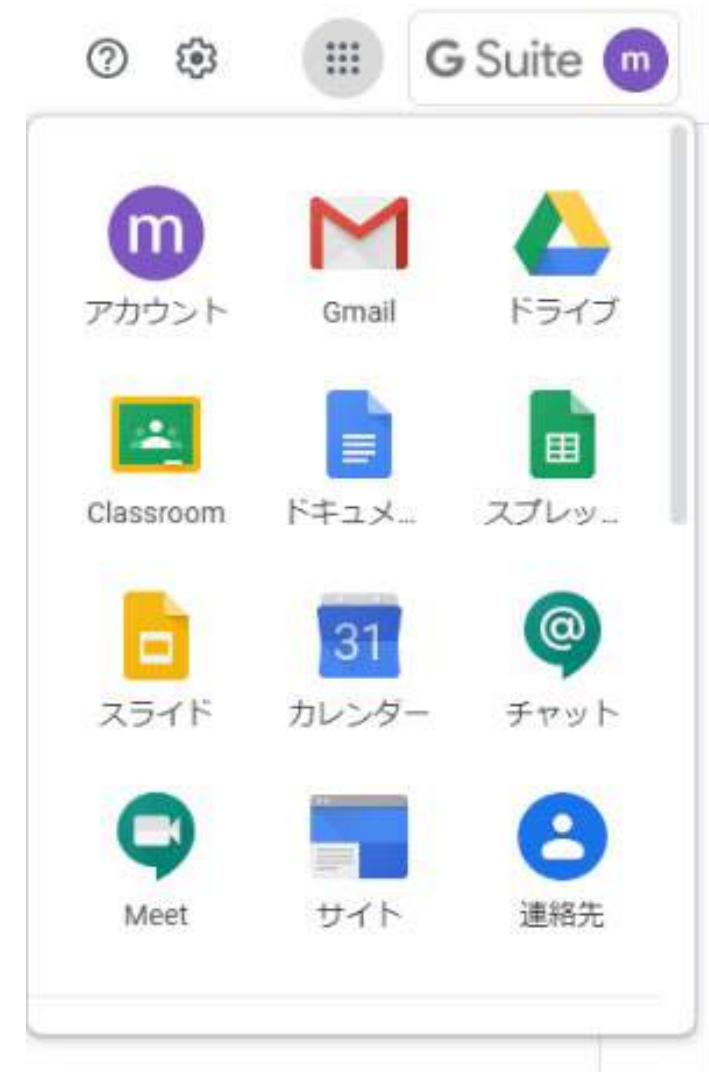 G Suite m
m
アカウント Gmail ドライブ
Classroom ドキュメ... スプレッ...
31 @
スライド カレンダー チャット
Meet サイト 連絡先